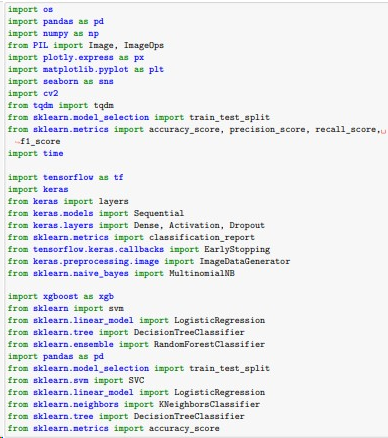 import os
import pandas as pd
import numpy as np
from PIL import Image, ImageOps
import plotly.express as px
import matplotlib.pyplot as plt
import seaborn as sns
import cv2
from tqdm import tqdm
from sklearn.model_selection import train_test_split
from sklearn.metrics import accuracy_score, precision_score, recall_score,␣
↪f1_score
import time

import tensorflow as tf
import keras
from keras import layers
from keras.models import Sequential
from keras.layers import Dense, Activation, Dropout
from sklearn.metrics import classification_report
from tensorflow.keras.callbacks import EarlyStopping
from keras.preprocessing.image import ImageDataGenerator
from sklearn.naive_bayes import MultinomialNB

import xgboost as xgb
from sklearn import svm
from sklearn.linear_model import LogisticRegression
from sklearn.tree import DecisionTreeClassifier
from sklearn.ensemble import RandomForestClassifier
import pandas as pd
from sklearn.model_selection import train_test_split
from sklearn.svm import SVC
from sklearn.linear_model import LogisticRegression
from sklearn.neighbors import KNeighborsClassifier
from sklearn.tree import DecisionTreeClassifier
from sklearn.metrics import accuracy_score